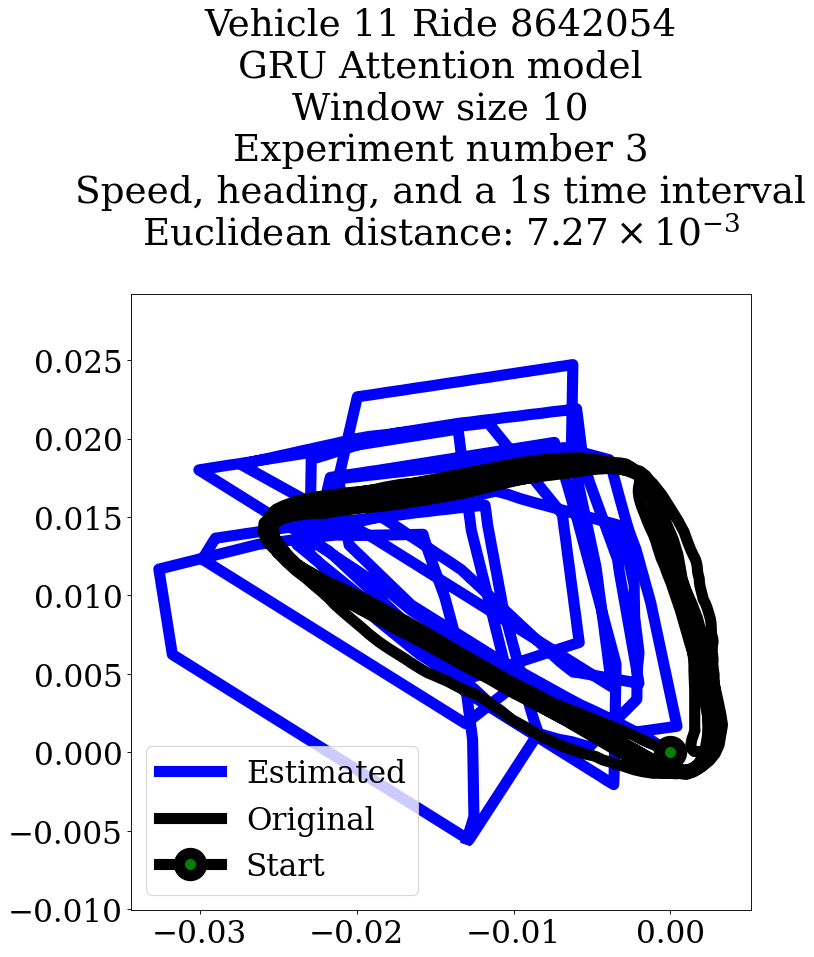 Vehicle 11 Ride 8642054
GRU Attention model
Window size 10
Experiment number 3
Speed, heading, and a 1s time interval
Euclidean distance: 7.27 × 10⁻³
0.025
0.020
0.015
0.010
0.005
0.000
−0.005
−0.010
Estimated
Original
Start
−0.03
−0.02
−0.01
0.00